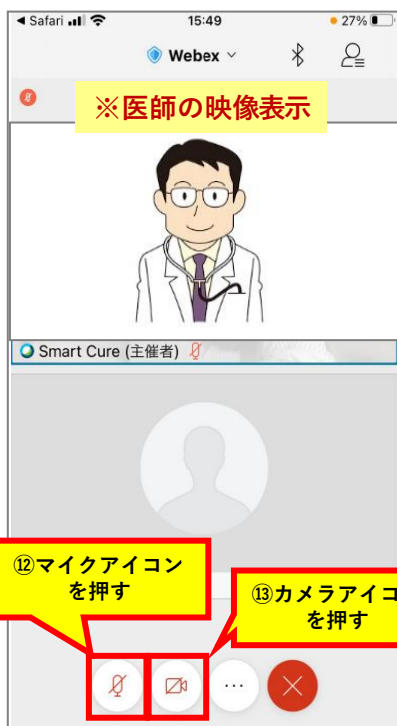 Safari 15:49 27%
Webex
※医師の映像表示
Smart Cure (主催者)
⑫マイクアイコン
を押す
⑬カメラアイコ
を押す